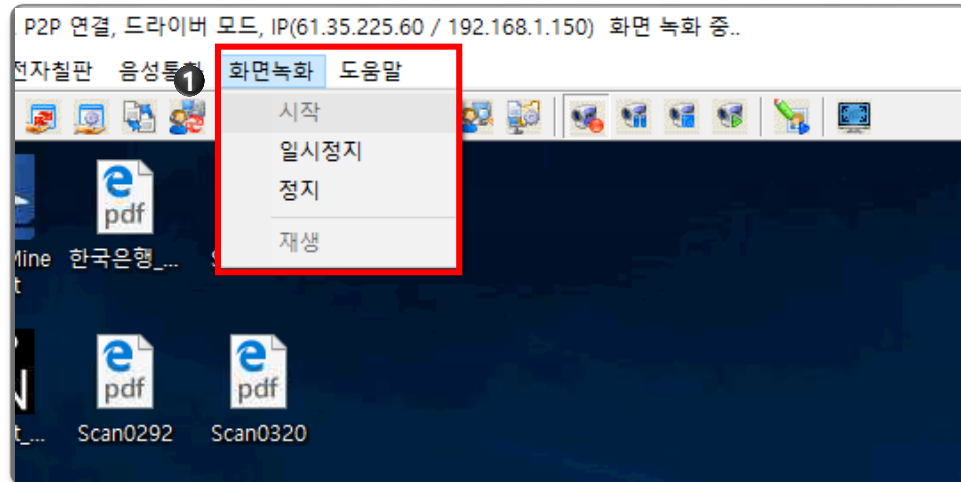 P2P 연결, 드라이버 모드, IP(61.35.225.60 / 192.168.1.150) 화면 녹화 중..
전자칠판 음성통화 화면녹화 도움말
1
시작
일시정지
정지
재생
pdf
한국은행_...
pdf
pdf
Scan0292
Scan0320